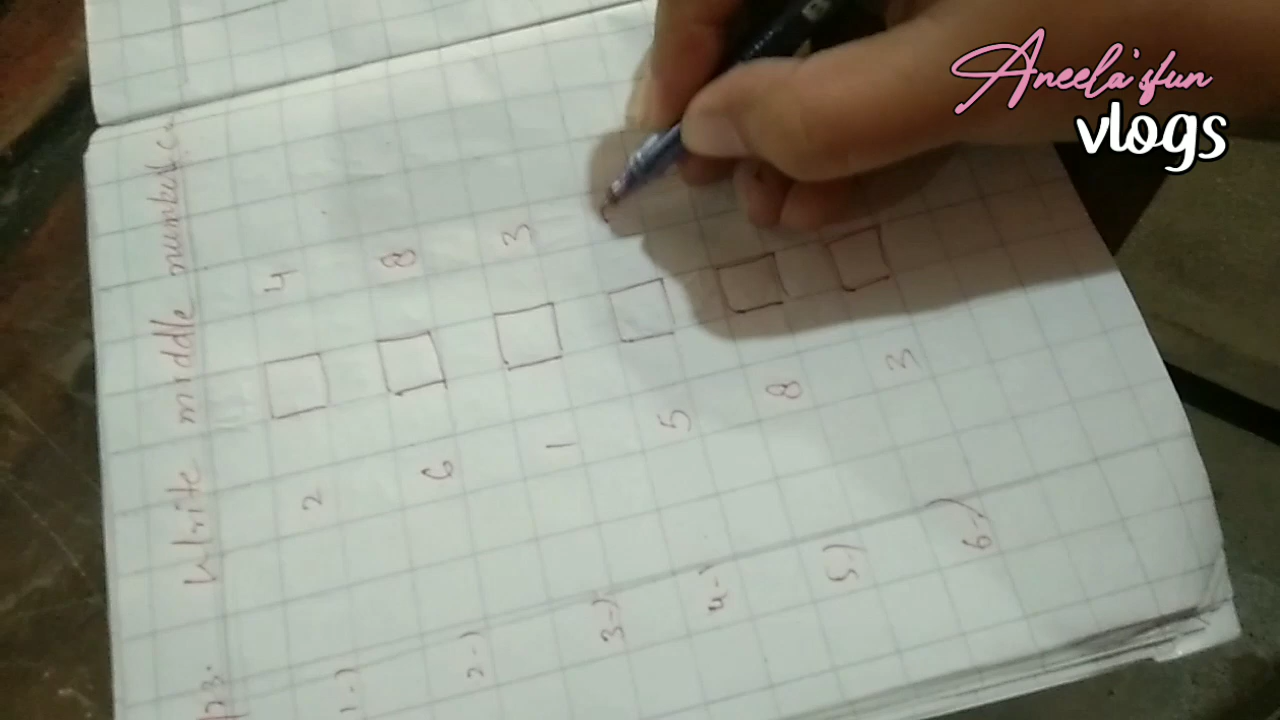 Aneela'sfun
vlogs
Write middle number
1-) 2 4
2-) 6 8
3-) 1 3
4-) 5
5-) 8
6-) 3